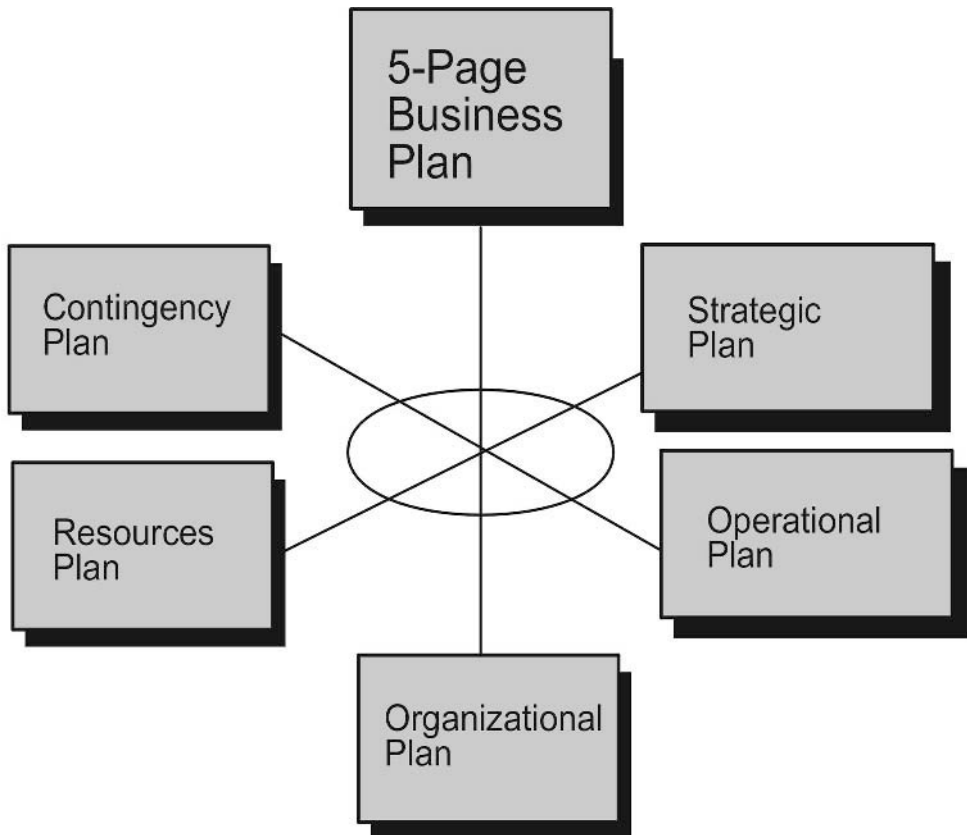 5-Page
Business
Plan
Contingency
Plan
Strategic
Plan
Resources
Plan
Operational
Plan
Organizational
Plan